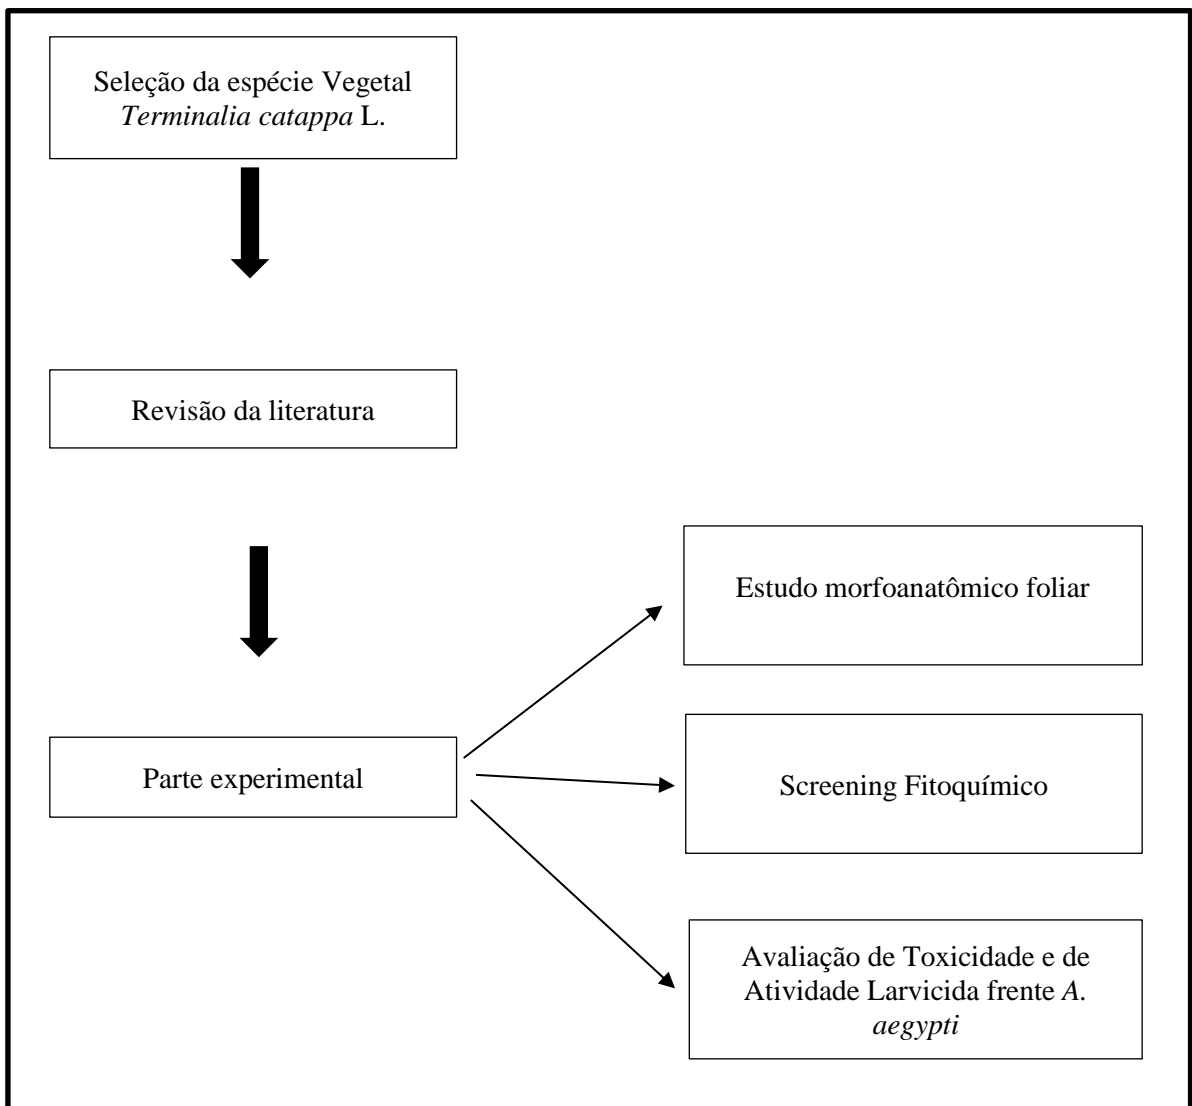 Seleção da espécie Vegetal
Terminalia catappa L.
Revisão da literatura
Parte experimental
Estudo morfoanatômico foliar
Screening Fitoquímico
Avaliação de Toxicidade e de
Atividade Larvicida frente A.
aegypti